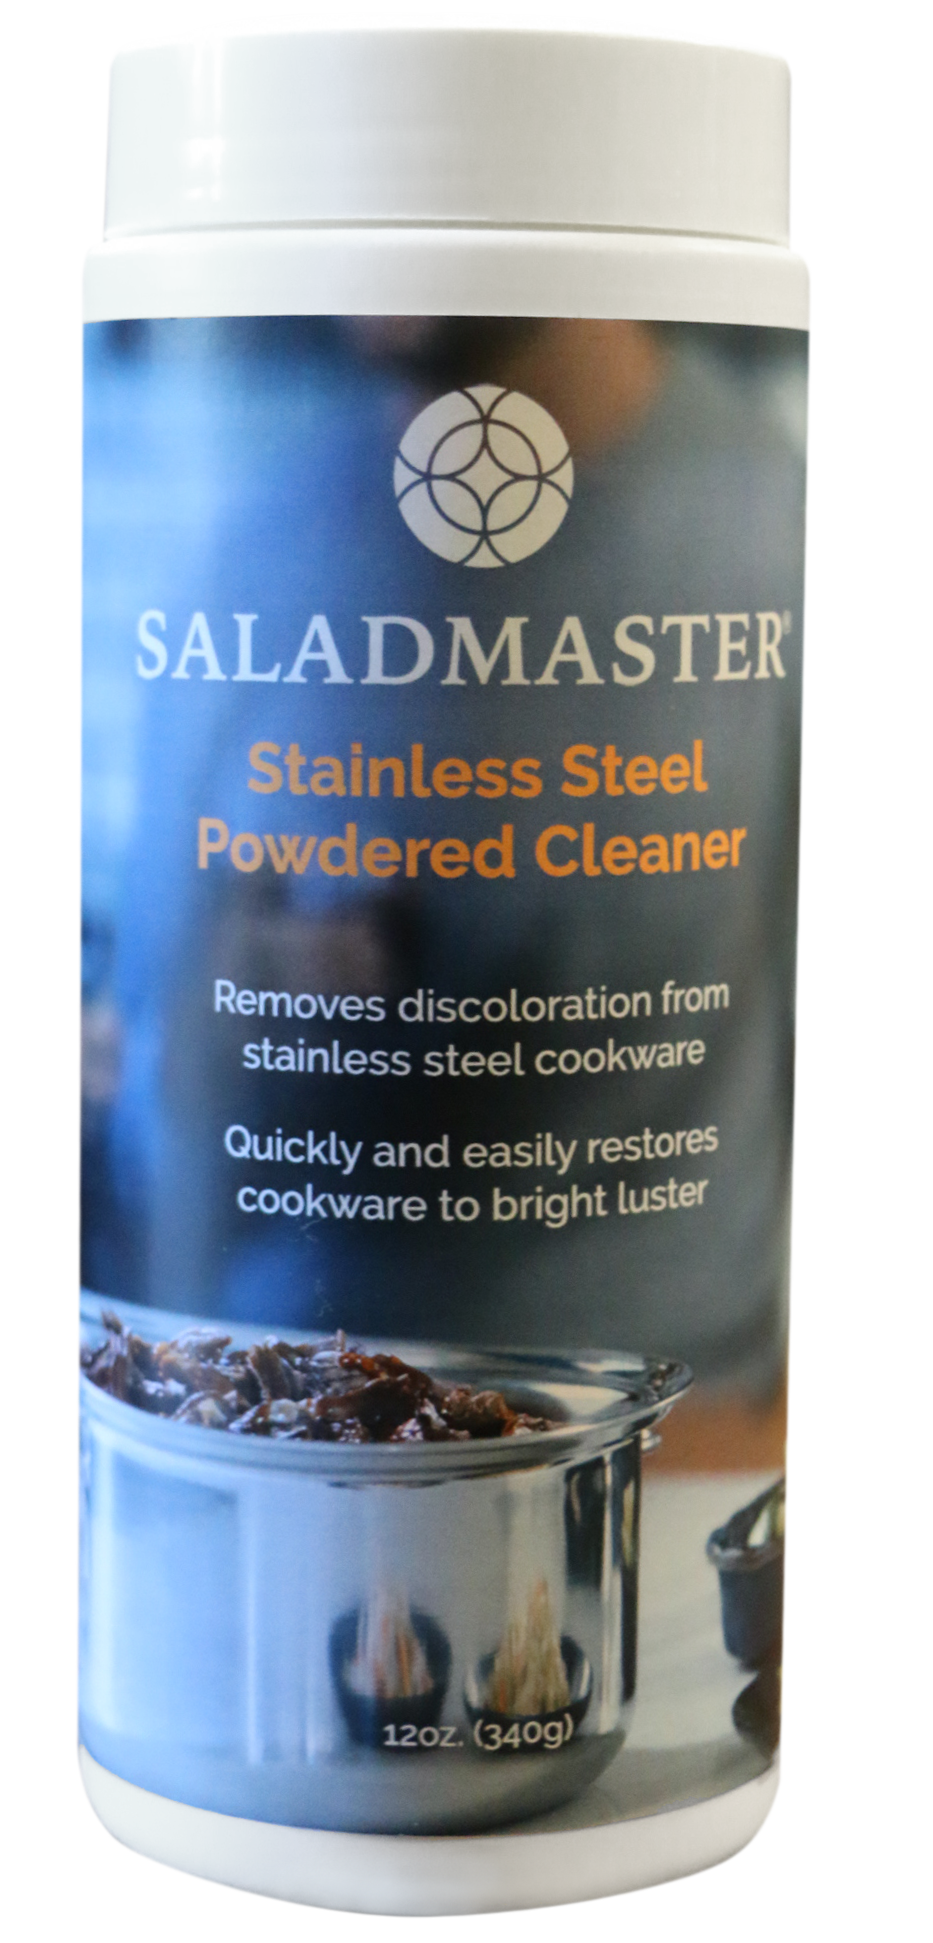 SALADMASTER®
Stainless Steel
Powdered Cleaner
Removes discoloration from
stainless steel cookware
Quickly and easily restores
cookware to bright luster
12oz. (340g)